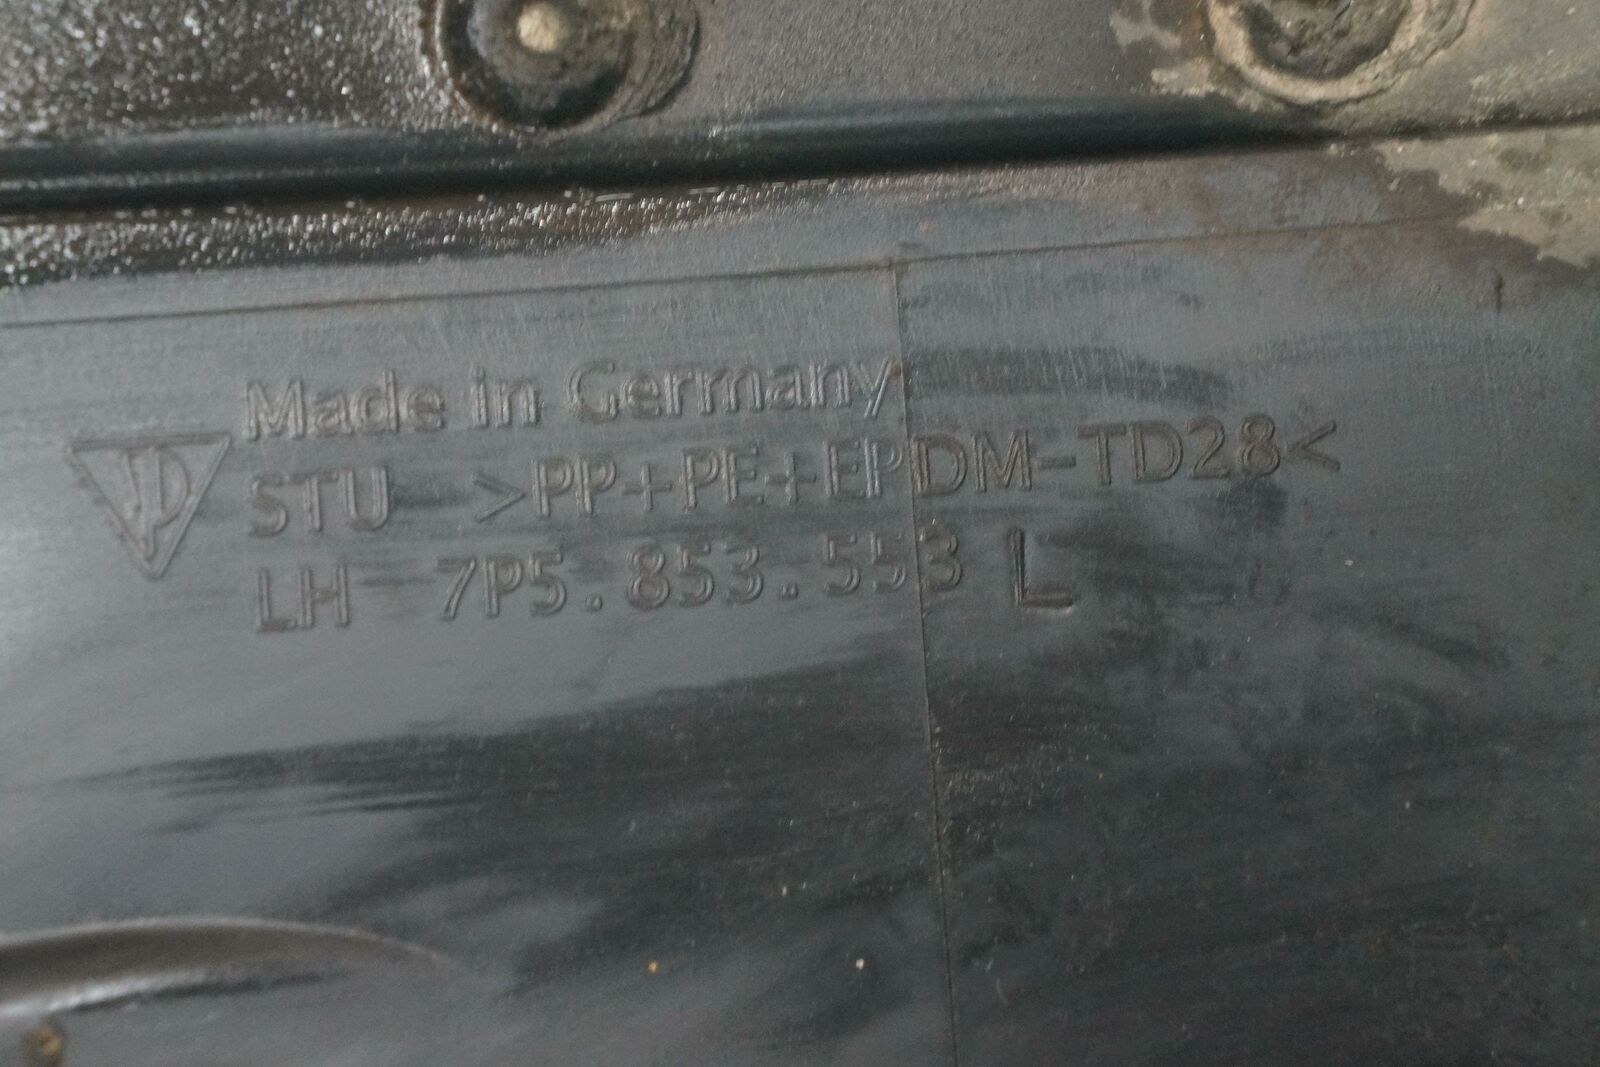 Made in Germany
STU >PP+PE+EPDM-TD28<
LH 7P5.853.553 L